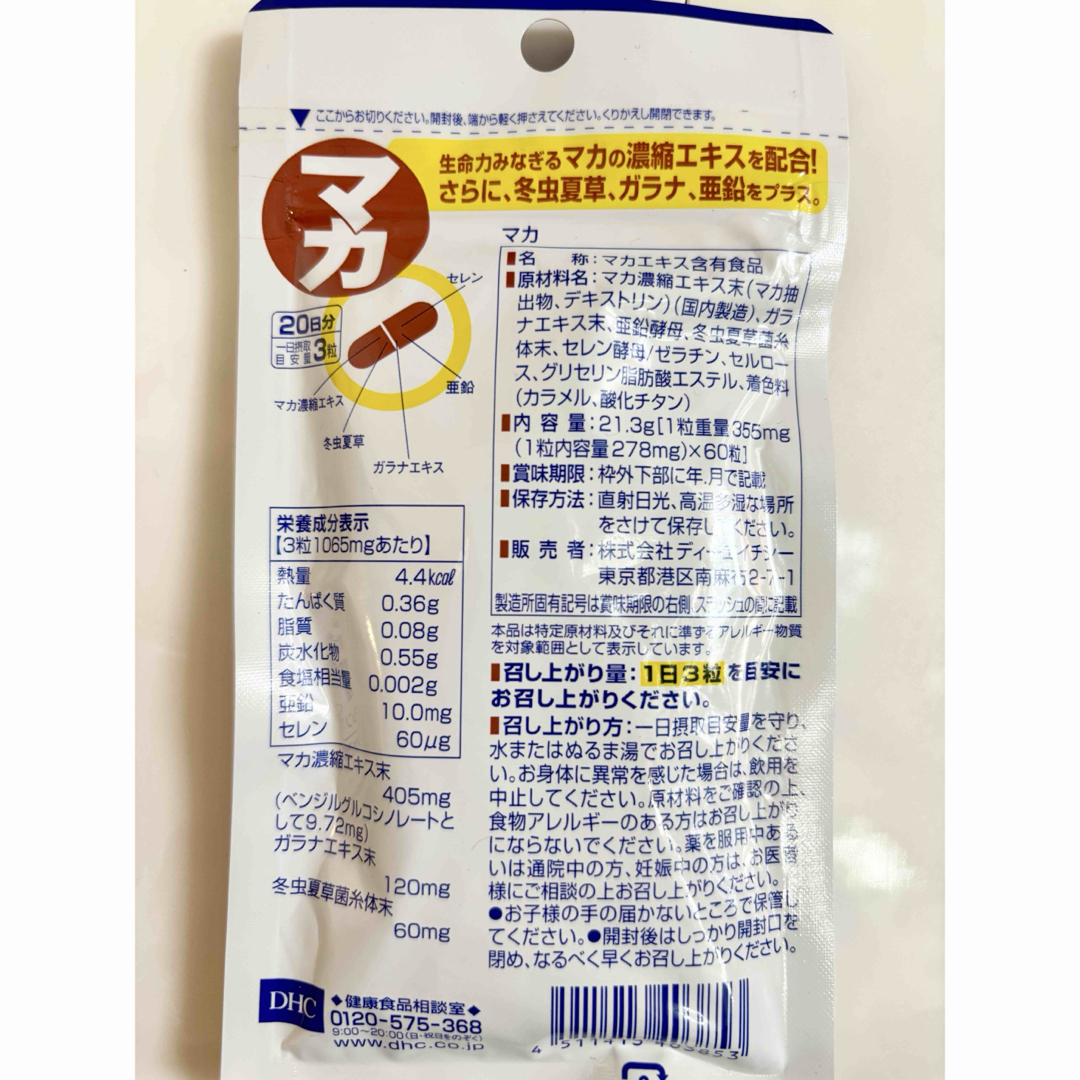 ここからお切りください。開封後、端から軽く押さえてください。くりかえし開閉できます。
マカ
生命力みなぎるマカの濃縮エキスを配合!
さらに、冬虫夏草、ガラナ、亜鉛をプラス。
20日分
一日摂取
目安量3粒
セレン
亜鉛
マカ濃縮エキス
冬虫夏草
ガラナエキス
マカ
■名　　称:マカエキス含有食品
■原材料名:マカ濃縮エキス末(マカ抽
出物、デキストリン)(国内製造)、ガラ
ナエキス末、亜鉛酵母、冬虫夏草菌糸
体末、セレン酵母/ゼラチン、セルロー
ス、グリセリン脂肪酸エステル、着色料
(カラメル、酸化チタン)
■内容量:21.3g[1粒重量355mg
(1粒内容量278mg)×60粒]
■賞味期限:枠外下部に年.月で記載
■保存方法:直射日光、高温多湿な場所
をさけて保存してください。
■販売者:株式会社ディーエイチシー
東京都港区南麻布2-7-1
製造所固有記号は賞味期限の右側、スラッシュの間に記載
本品は特定原材料及びそれに準ずるアレルギー物質
を対象範囲として表示しています。
■召し上がり量:1日3粒を目安に
お召し上がりください。
■召し上がり方:一日摂取目安量を守り、
水またはぬるま湯でお召し上がりくださ
い。お身体に異常を感じた場合は、飲用を
中止してください。原材料をご確認の上、
食物アレルギーのある方はお召し上がり
にならないでください。薬を服用中ある
いは通院中の方、妊娠中の方は、お医者
様にご相談の上お召し上がりください。
●お子様の手の届かないところで保管し
てください。●開封後はしっかり開封口を
閉め、なるべく早くお召し上がりください。
栄養成分表示
【3粒1065mgあたり】
熱量 4.4kcal
たんぱく質 0.36g
脂質 0.08g
炭水化物 0.55g
食塩相当量 0.002g
亜鉛 10.0mg
セレン 60μg
マカ濃縮エキス末
405mg
(ベンジルグルコシノレートと
して9.72mg)
ガラナエキス末
120mg
冬虫夏草菌糸体末
60mg
DHC
◆健康食品相談室◆
0120-575-368
9:00~20:00(日・祝日をのぞく)
www.dhc.co.jp